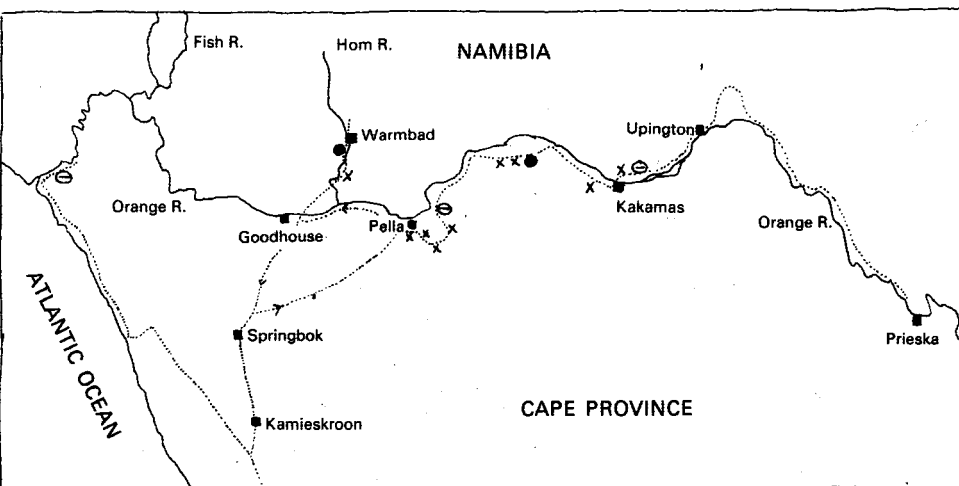 Fish R.
Hom R.
NAMIBIA
Warmbad
Upington
Orange R.
Kakamas
Pella
Orange R.
Goodhouse
ATLANTIC OCEAN
Springbok
Prieska
CAPE PROVINCE
Kamieskroon